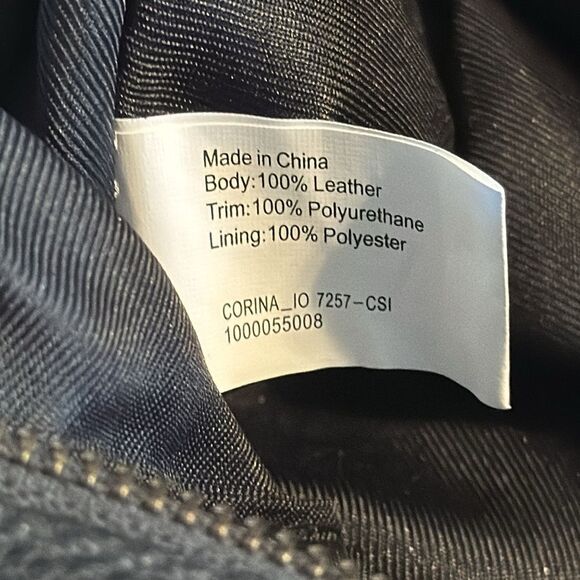 Made in China
Body:100% Leather
Trim:100% Polyurethane
Lining:100% Polyester
CORINA_IO 7257-CSI
1000055008